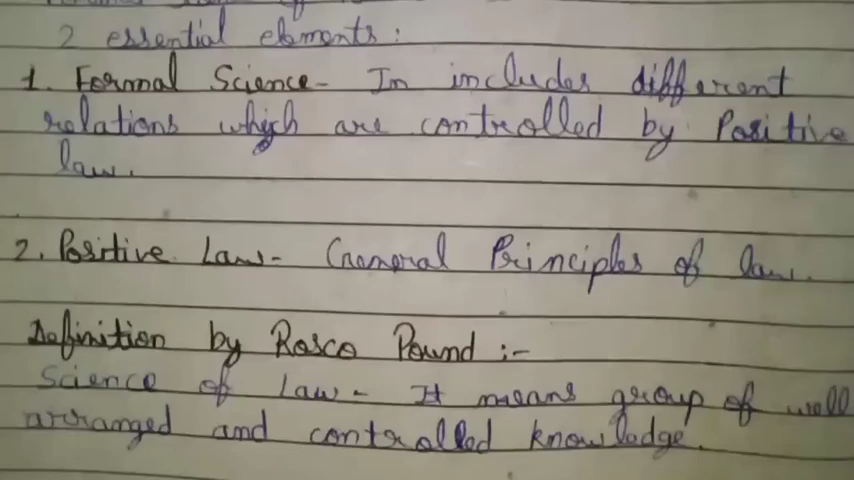 2 essential elements:
1. Formal Science - In includes different
relations which are controlled by Positive
law.
2. Positive Law - General Principles of law.
Definition by Rosco Pound :-
Science of Law - It means group of well
arranged and controlled knowledge.